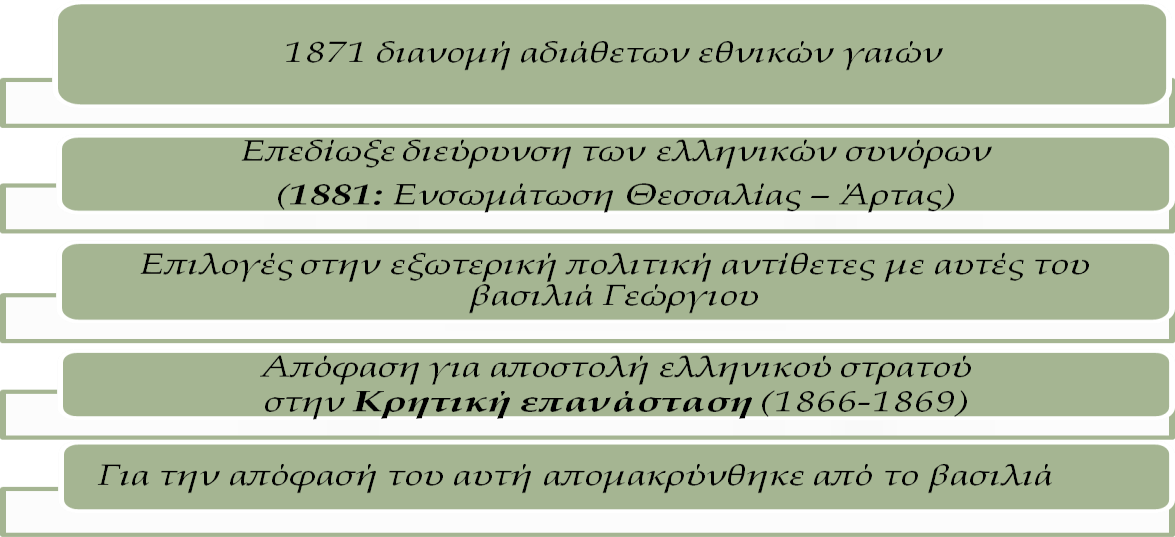 1871 διανομή αδιάθετων εθνικών γαιών
Επεδίωξε διεύρυνση των ελληνικών συνόρων
(1881: Ενσωμάτωση Θεσσαλίας – Άρτας)
Επιλογές στην εξωτερική πολιτική αντίθετες με αυτές του
βασιλιά Γεώργιου
Απόφαση για αποστολή ελληνικού στρατού
στην Κρητική επανάσταση (1866-1869)
Για την απόφασή του αυτή απομακρύνθηκε από το βασιλιά